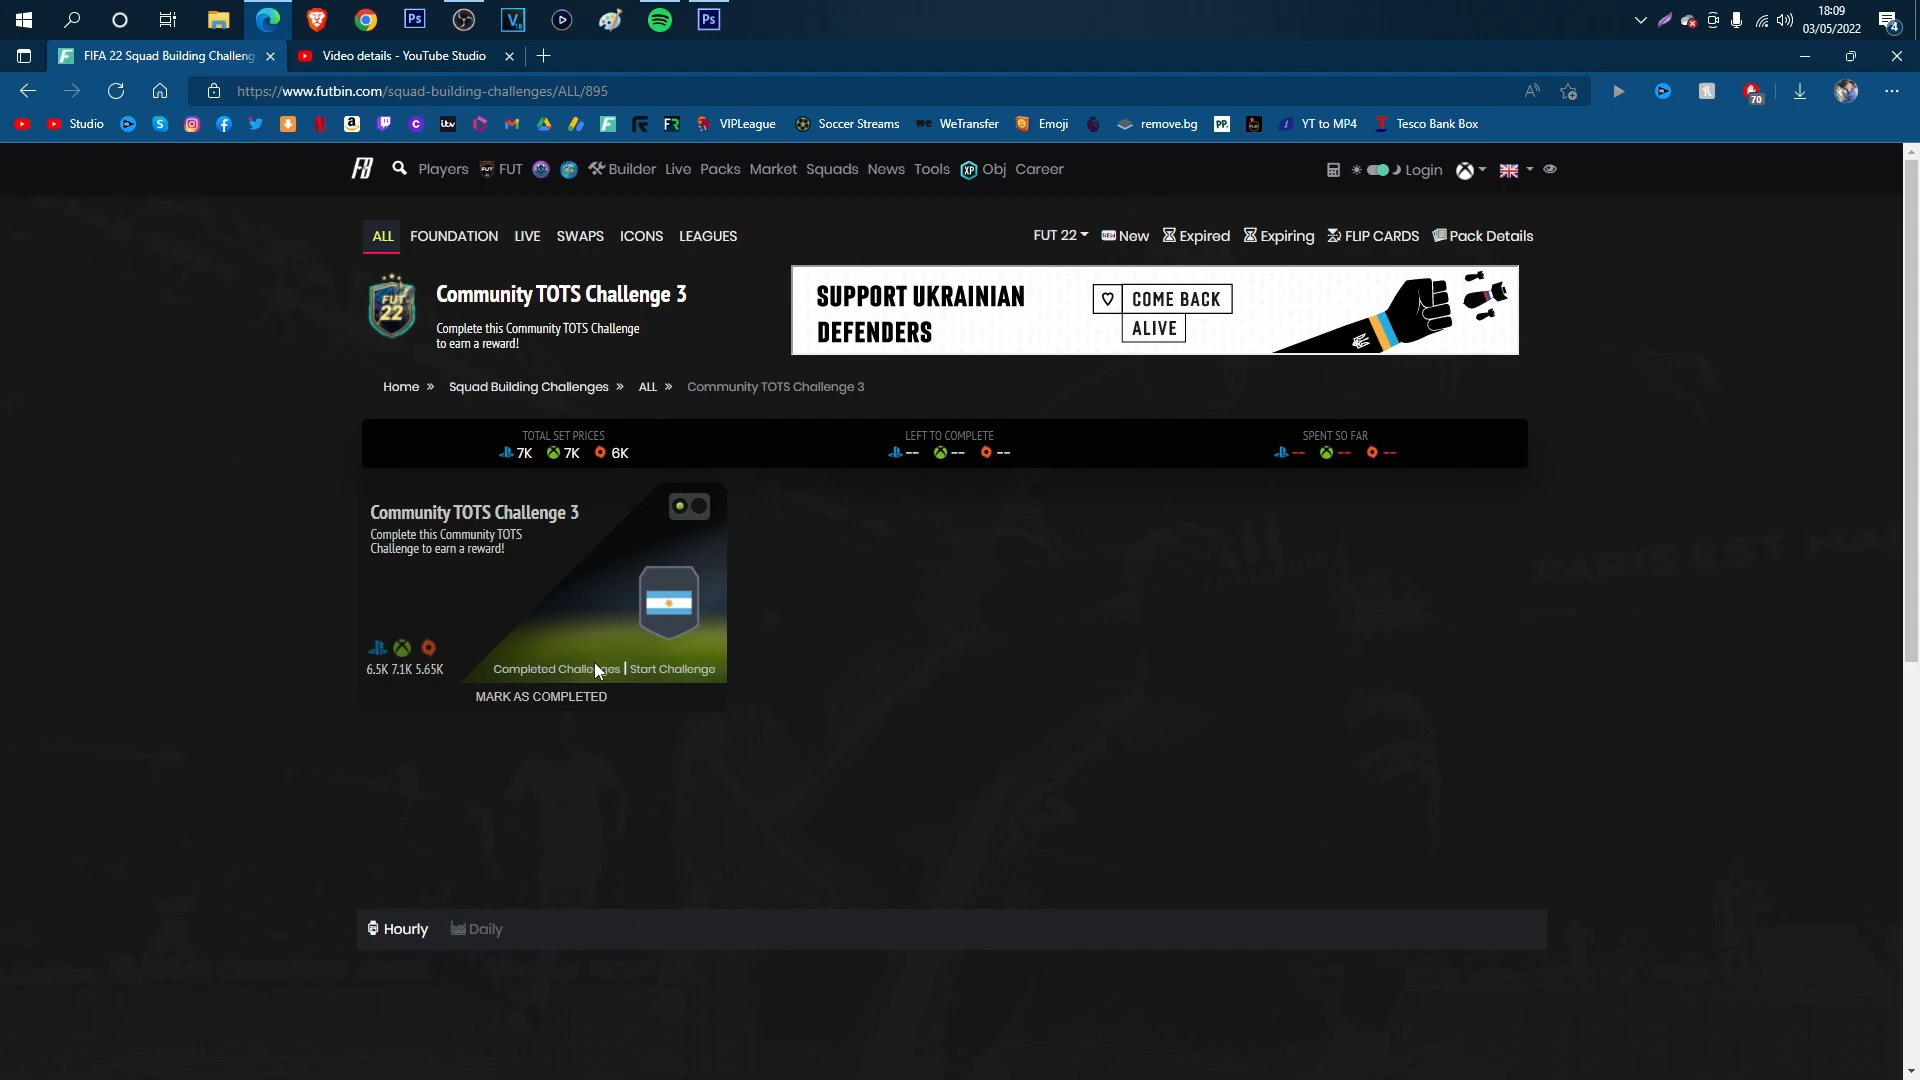 18:09
03/05/2022
4
FIFA 22 Squad Building Challeng
Video details - YouTube Studio
https://www.futbin.com/squad-building-challenges/ALL/895
70
Studio
VIPLeague
Soccer Streams
WeTransfer
Emoji
remove.bg
YT to MP4
Tesco Bank Box
Players FUT Builder Live Packs Market Squads News Tools Obj Career
Login
ALL FOUNDATION LIVE SWAPS ICONS LEAGUES
FUT 22 New Expired Expiring FLIP CARDS Pack Details
FUT
22
Community TOTS Challenge 3
Complete this Community TOTS Challenge
to earn a reward!
SUPPORT UKRAINIAN
DEFENDERS
COME BACK
ALIVE
Home » Squad Building Challenges » ALL » Community TOTS Challenge 3
TOTAL SET PRICES
7K 7K 6K
LEFT TO COMPLETE
-- -- --
SPENT SO FAR
-- -- --
Community TOTS Challenge 3
Complete this Community TOTS
Challenge to earn a reward!
6.5K 7.1K 5.65K
Completed Challenges | Start Challenge
MARK AS COMPLETED
Hourly Daily